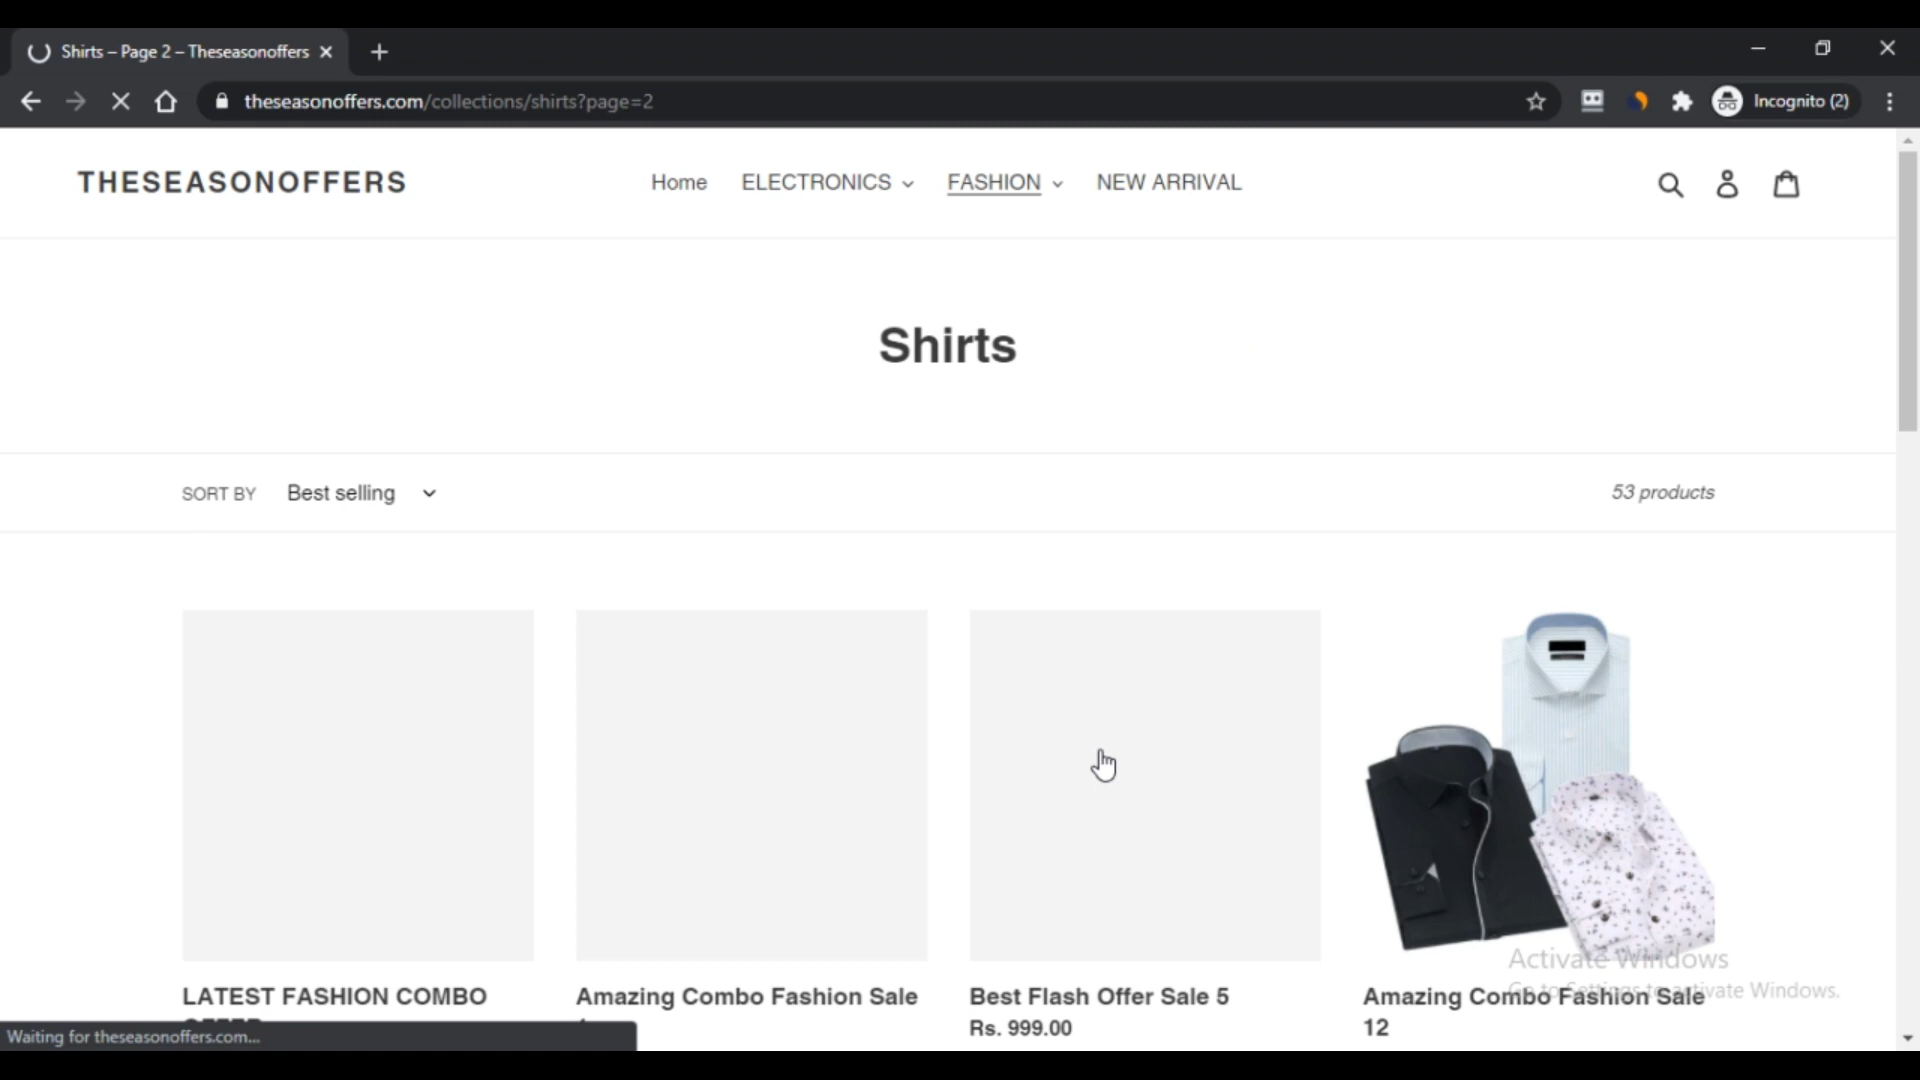 Shirts – Page 2 – Theseasonoffers
theseasonoffers.com/collections/shirts?page=2
Incognito (2)
THESEASONOFFERS
Home
ELECTRONICS
FASHION
NEW ARRIVAL
Shirts
SORT BY
Best selling
53 products
LATEST FASHION COMBO
Amazing Combo Fashion Sale
Best Flash Offer Sale 5
Rs. 999.00
Amazing Combo Fashion Sale
12
Activate Windows
Go to Settings to activate Windows.
Waiting for theseasonoffers.com...